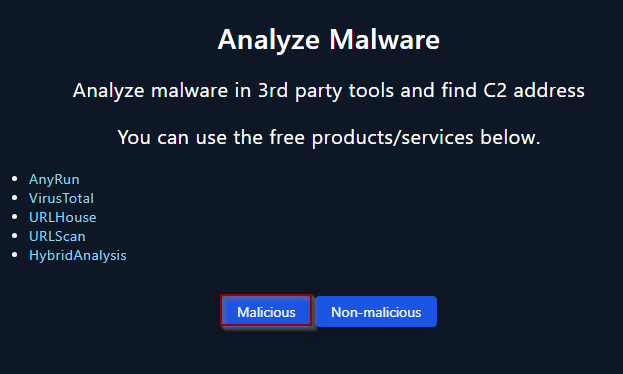 Analyze Malware
Analyze malware in 3rd party tools and find C2 address
You can use the free products/services below.
AnyRun
VirusTotal
URLHouse
URLScan
HybridAnalysis
Malicious Non-malicious